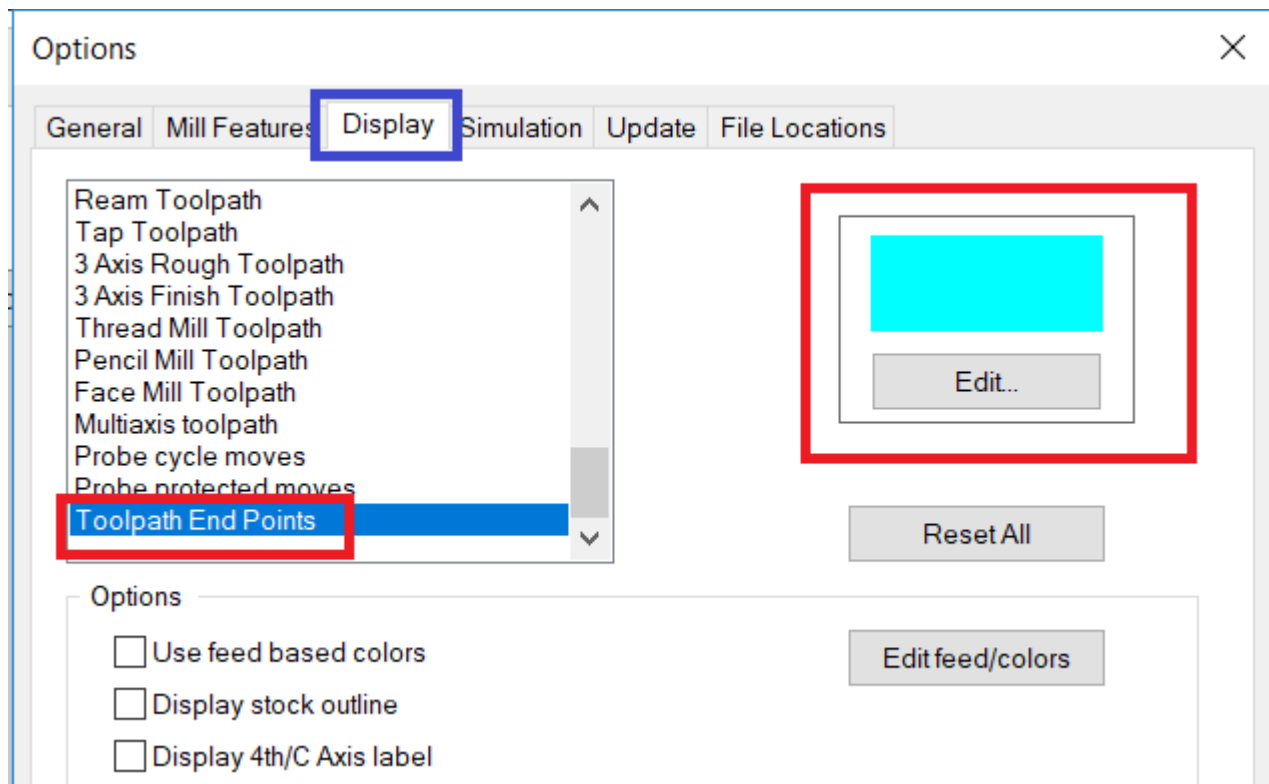 Options
General Mill Features Display Simulation Update File Locations
Ream Toolpath
Tap Toolpath
3 Axis Rough Toolpath
3 Axis Finish Toolpath
Thread Mill Toolpath
Pencil Mill Toolpath
Face Mill Toolpath
Multiaxis toolpath
Probe cycle moves
Probe protected moves
Toolpath End Points
Edit...
Reset All
Options
Use feed based colors
Edit feed/colors
Display stock outline
Display 4th/C Axis label